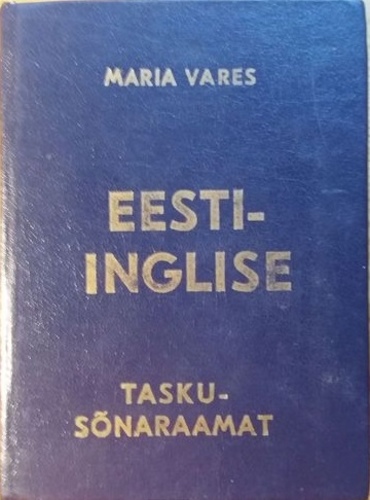 MARIA VARES
EESTI-
INGLISE
TASKU-
SÕNARAAMAT